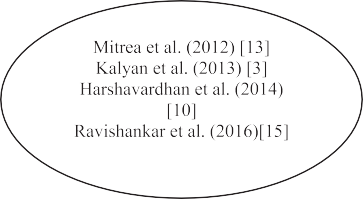 Mitrea et al. (2012) [13]
Kalyan et al. (2013) [3]
Harshavardhan et al. (2014)
[10]
Ravishankar et al. (2016)[15]